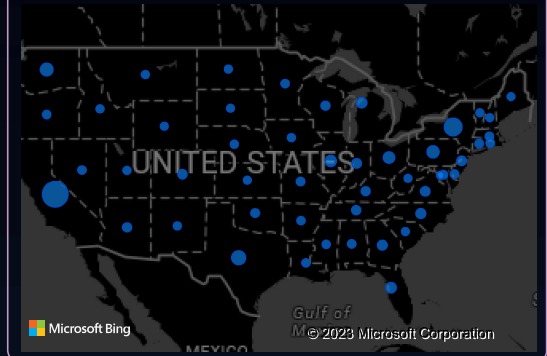 UNITED STATES
Gulf of
Microsoft Bing
© 2023 Microsoft Corporation
MEXICO